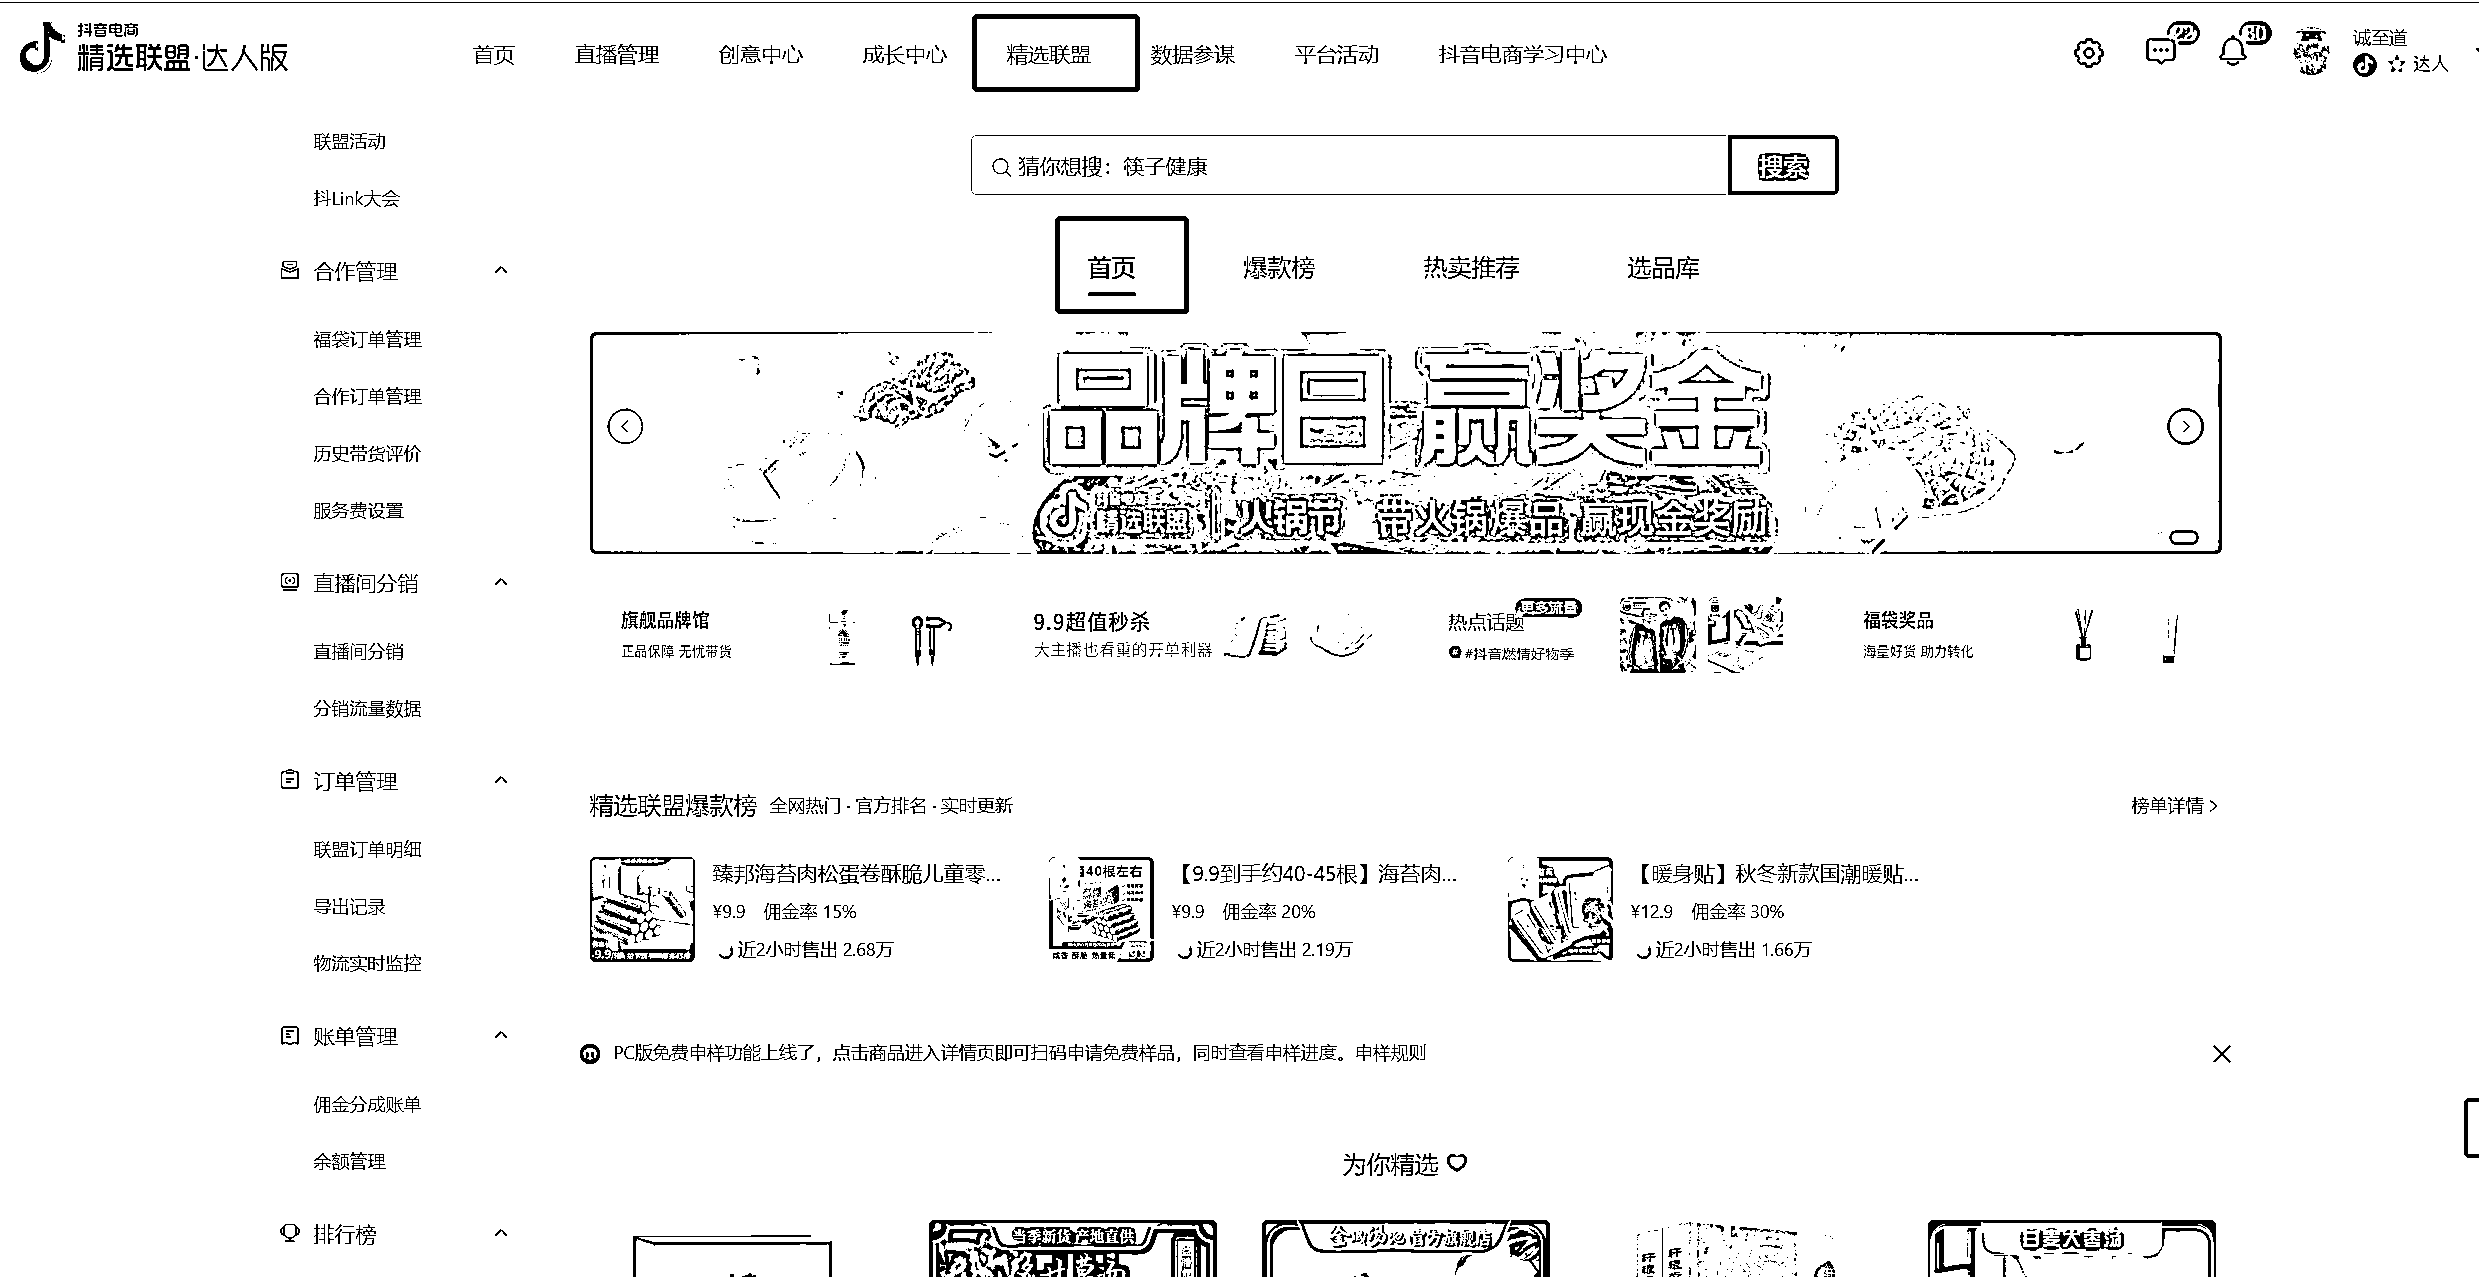 抖音电商
精选联盟·达人版
首页 直播管理 创意中心 成长中心 精选联盟 数据参谋 平台活动 抖音电商学习中心
22
30
诚至道
达人
联盟活动
抖Link大会
合作管理
福袋订单管理
合作订单管理
历史带货评价
服务费设置
直播间分销
直播间分销
分销流量数据
订单管理
联盟订单明细
导出记录
物流实时监控
账单管理
佣金分成账单
余额管理
排行榜
猜你想搜：筷子健康
搜索
首页 爆款榜 热卖推荐 选品库
品牌日 赢奖金
精选联盟 | 火锅节 带火锅爆品 赢现金奖励
旗舰品牌馆
正品保障 无忧带货
9.9超值秒杀
大主播也看重的开单利器
热点话题
更多流量
#抖音燃情好物季
福袋奖品
海量好货 助力转化
精选联盟爆款榜 全网热门 · 官方排名 · 实时更新
榜单详情
臻邦海苔肉松蛋卷酥脆儿童零...
¥9.9 佣金率 15%
近2小时售出 2.68万
40根左右
【9.9到手约40-45根】海苔肉...
¥9.9 佣金率 20%
近2小时售出 2.19万
【暖身贴】秋冬新款国潮暖贴...
¥12.9 佣金率 30%
近2小时售出 1.66万
PC版免费申样功能上线了，点击商品进入详情页即可扫码申请免费样品，同时查看申样进度。申样规则
为你精选
当季新货 产地直供
官方旗舰店